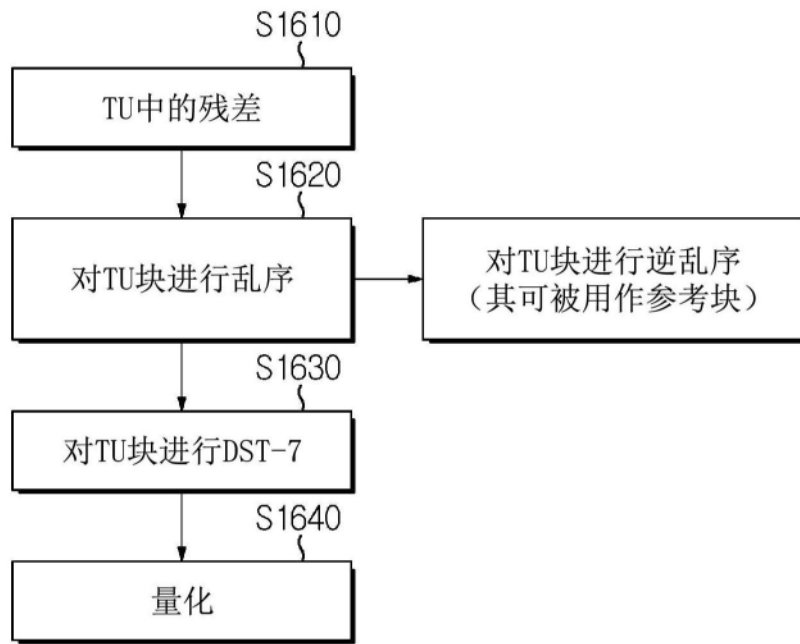 S1610
TU中的残差
S1620
对TU块进行乱序
对TU块进行逆乱序
（其可被用作参考块）
S1630
对TU块进行DST-7
S1640
量化